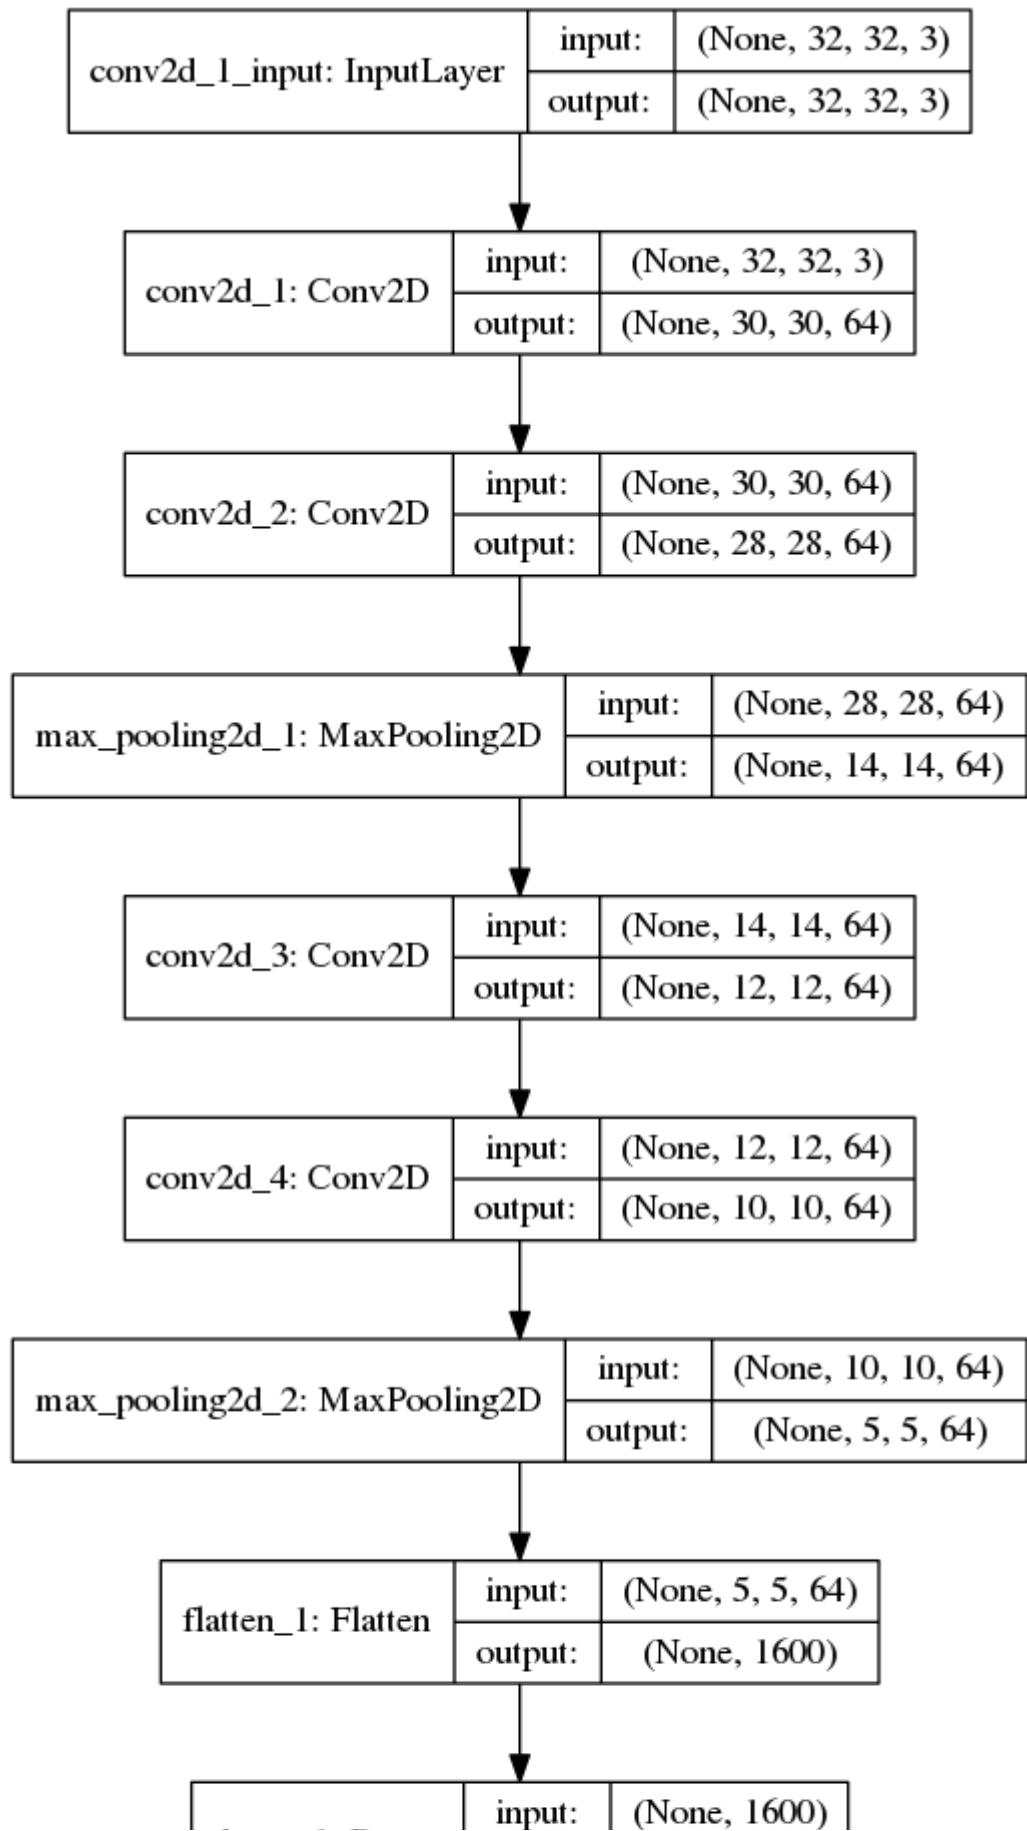 conv2d_1_input: InputLayer
input: (None, 32, 32, 3)
output: (None, 32, 32, 3)
conv2d_1: Conv2D
input: (None, 32, 32, 3)
output: (None, 30, 30, 64)
conv2d_2: Conv2D
input: (None, 30, 30, 64)
output: (None, 28, 28, 64)
max_pooling2d_1: MaxPooling2D
input: (None, 28, 28, 64)
output: (None, 14, 14, 64)
conv2d_3: Conv2D
input: (None, 14, 14, 64)
output: (None, 12, 12, 64)
conv2d_4: Conv2D
input: (None, 12, 12, 64)
output: (None, 10, 10, 64)
max_pooling2d_2: MaxPooling2D
input: (None, 10, 10, 64)
output: (None, 5, 5, 64)
flatten_1: Flatten
input: (None, 5, 5, 64)
output: (None, 1600)
input: (None, 1600)